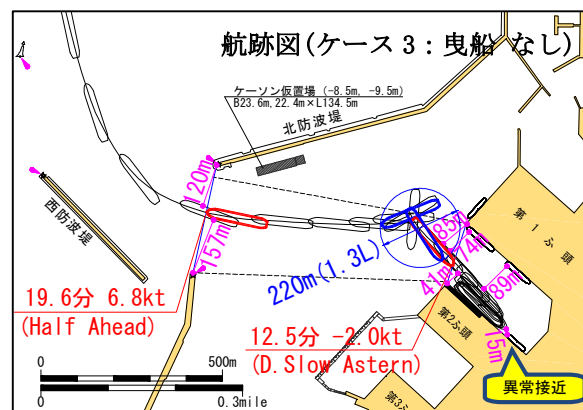 航跡図(ケース3：曳船 なし)
ケーソン仮置場 (-8.5m, -9.5m)
B23.6m,22.4m×L134.5m
北防波堤
西防波堤
120m
157m
第1ふ頭
85m
74m
41m
89m
220m(1.3L)
第2ふ頭
75m
19.6分 6.8kt
(Half Ahead)
12.5分 -2.0kt
(D.Slow Astern)
異常接近
第3ふ
0 500m
0 0.3mile